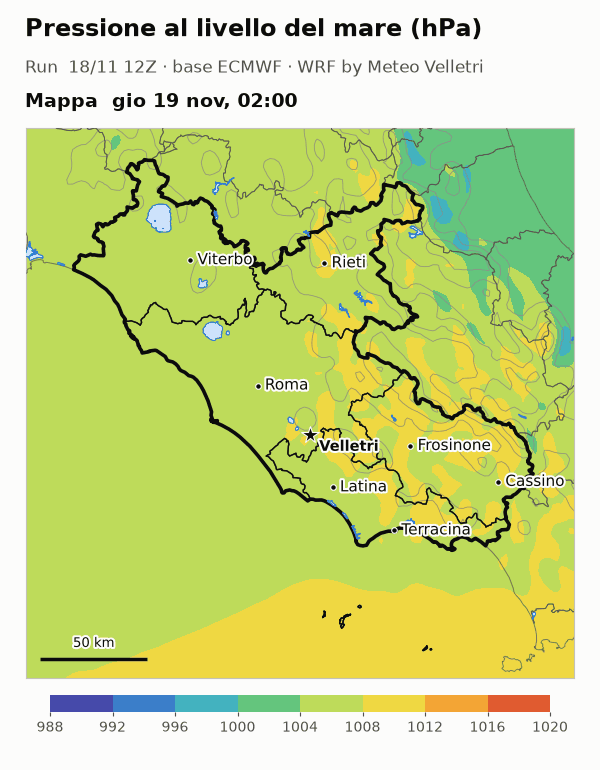 Pressione al livello del mare (hPa)
Run  18/11 12Z · base ECMWF · WRF by Meteo Velletri
Mappa  gio 19 nov, 02:00
Viterbo
Rieti
Roma
Velletri
Frosinone
Latina
Cassino
Terracina
50 km
988 992 996 1000 1004 1008 1012 1016 1020